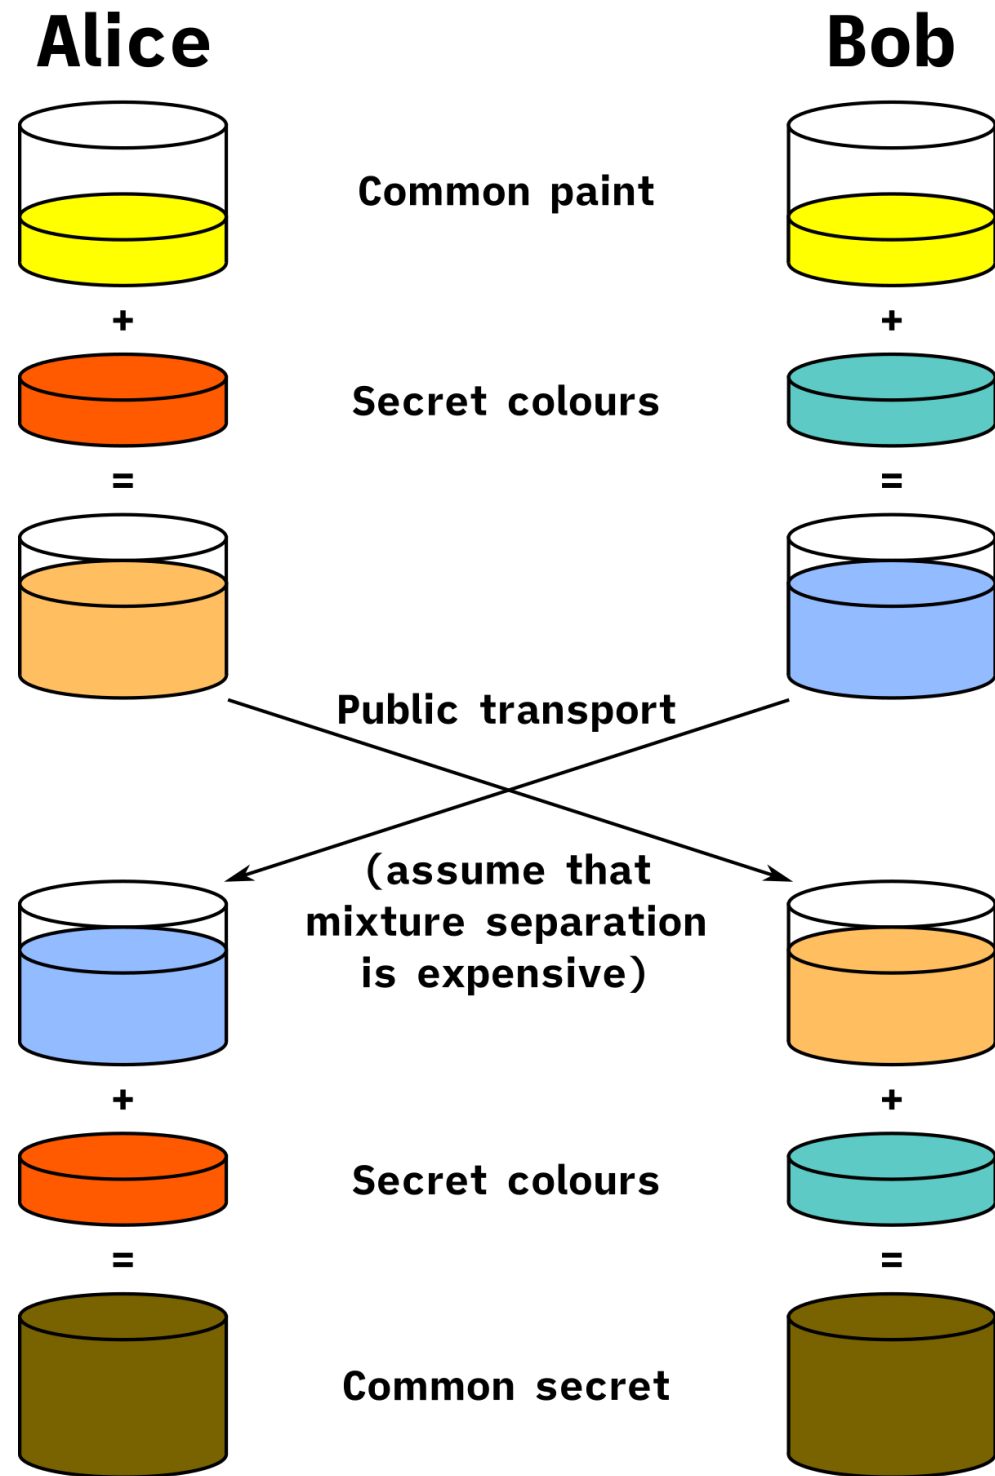 Alice
Bob
Common paint
+
+
Secret colours
=
=
Public transport
(assume that
mixture separation
is expensive)
+
+
Secret colours
=
=
Common secret